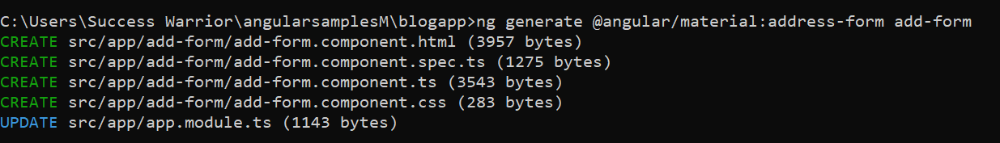 C:\Users\Success Warrior\angularsamplesM\blogapp>ng generate @angular/material:address-form add-form
CREATE src/app/add-form/add-form.component.html (3957 bytes)
CREATE src/app/add-form/add-form.component.spec.ts (1275 bytes)
CREATE src/app/add-form/add-form.component.ts (3543 bytes)
CREATE src/app/add-form/add-form.component.css (283 bytes)
UPDATE src/app/app.module.ts (1143 bytes)